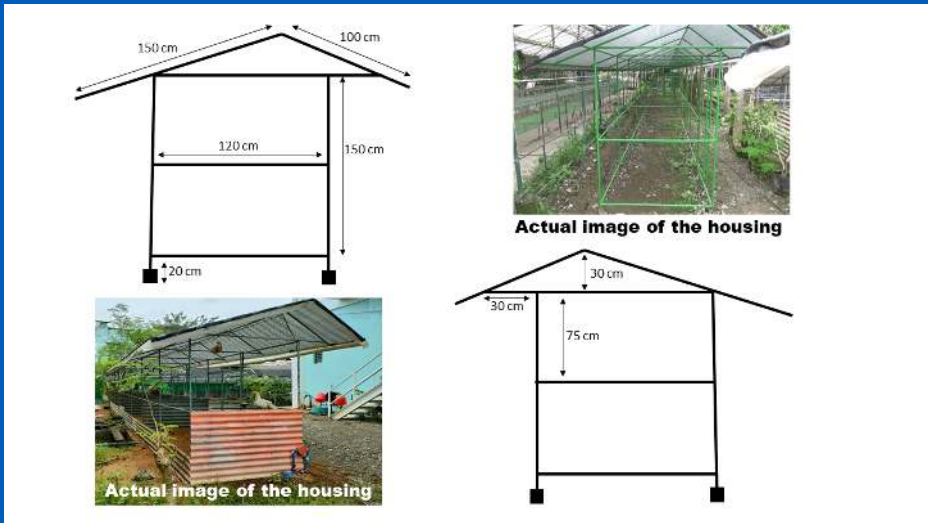 150 cm
100 cm
120 cm
150 cm
20 cm
Actual image of the housing
30 cm
30 cm
75 cm
Actual image of the housing